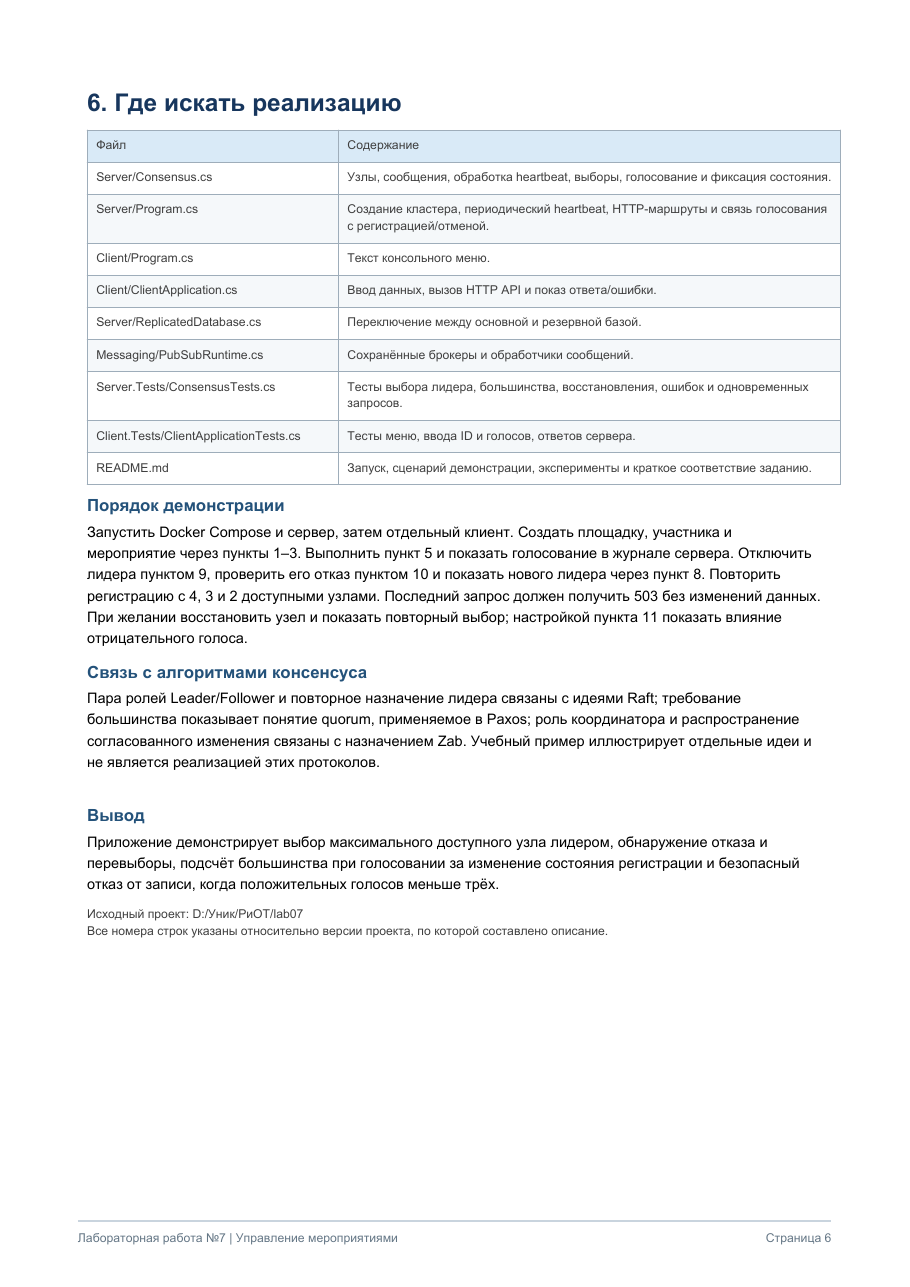 6. Где искать реализацию
Файл
Содержание
Server/Consensus.cs
Узлы, сообщения, обработка heartbeat, выборы, голосование и фиксация состояния.
Server/Program.cs
Создание кластера, периодический heartbeat, HTTP-маршруты и связь голосования
с регистрацией/отменой.
Client/Program.cs
Текст консольного меню.
Client/ClientApplication.cs
Ввод данных, вызов HTTP API и показ ответа/ошибки.
Server/ReplicatedDatabase.cs
Переключение между основной и резервной базой.
Messaging/PubSubRuntime.cs
Сохранённые брокеры и обработчики сообщений.
Server.Tests/ConsensusTests.cs
Тесты выбора лидера, большинства, восстановления, ошибок и одновременных
запросов.
Client.Tests/ClientApplicationTests.cs
Тесты меню, ввода ID и голосов, ответов сервера.
README.md
Запуск, сценарий демонстрации, эксперименты и краткое соответствие заданию.
Порядок демонстрации
Запустить Docker Compose и сервер, затем отдельный клиент. Создать площадку, участника и
мероприятие через пункты 1–3. Выполнить пункт 5 и показать голосование в журнале сервера. Отключить
лидера пунктом 9, проверить его отказ пунктом 10 и показать нового лидера через пункт 8. Повторить
регистрацию с 4, 3 и 2 доступными узлами. Последний запрос должен получить 503 без изменений данных.
При желании восстановить узел и показать повторный выбор; настройкой пункта 11 показать влияние
отрицательного голоса.
Связь с алгоритмами консенсуса
Пара ролей Leader/Follower и повторное назначение лидера связаны с идеями Raft; требование
большинства показывает понятие quorum, применяемое в Paxos; роль координатора и распространение
согласованного изменения связаны с назначением Zab. Учебный пример иллюстрирует отдельные идеи и
не является реализацией этих протоколов.
Вывод
Приложение демонстрирует выбор максимального доступного узла лидером, обнаружение отказа и
перевыборы, подсчёт большинства при голосовании за изменение состояния регистрации и безопасный
отказ от записи, когда положительных голосов меньше трёх.
Исходный проект: D:/Уник/РиОТ/lab07
Все номера строк указаны относительно версии проекта, по которой составлено описание.
Лабораторная работа №7 | Управление мероприятиями
Страница 6